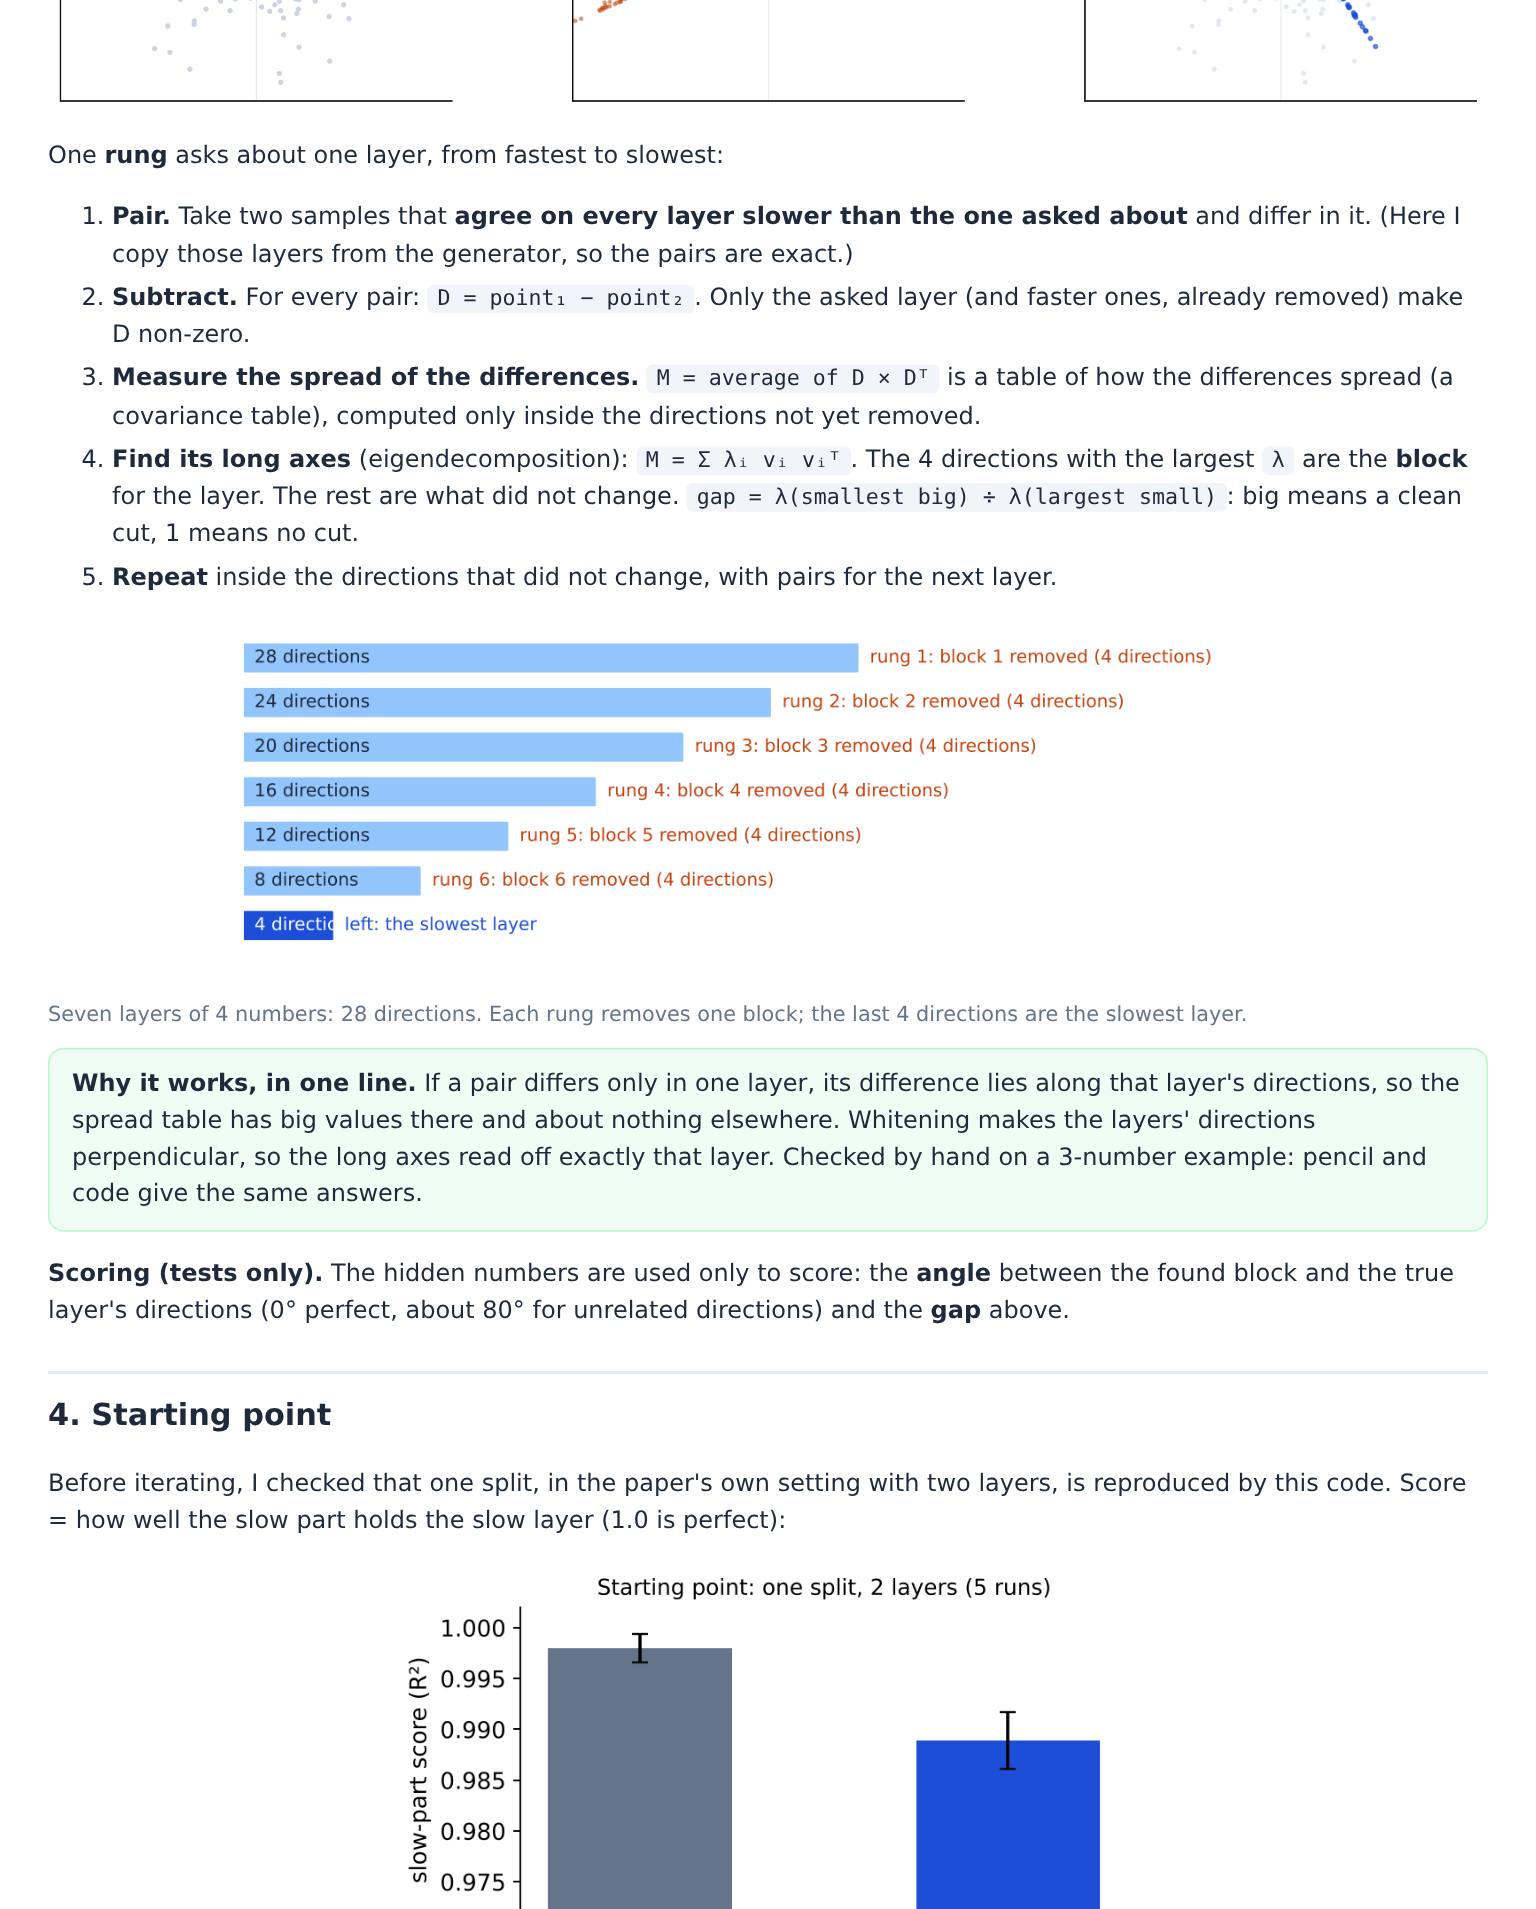 One rung asks about one layer, from fastest to slowest:
1. Pair. Take two samples that agree on every layer slower than the one asked about and differ in it. (Here I
copy those layers from the generator, so the pairs are exact.)
2. Subtract. For every pair: D = point₁ − point₂. Only the asked layer (and faster ones, already removed) make
D non-zero.
3. Measure the spread of the differences. M = average of D × Dᵀ is a table of how the differences spread (a
covariance table), computed only inside the directions not yet removed.
4. Find its long axes (eigendecomposition): M = Σ λᵢ vᵢ vᵢᵀ. The 4 directions with the largest λ are the block
for the layer. The rest are what did not change. gap = λ(smallest big) ÷ λ(largest small): big means a clean
cut, 1 means no cut.
5. Repeat inside the directions that did not change, with pairs for the next layer.
28 directions rung 1: block 1 removed (4 directions)
24 directions rung 2: block 2 removed (4 directions)
20 directions rung 3: block 3 removed (4 directions)
16 directions rung 4: block 4 removed (4 directions)
12 directions rung 5: block 5 removed (4 directions)
8 directions rung 6: block 6 removed (4 directions)
4 directio left: the slowest layer
Seven layers of 4 numbers: 28 directions. Each rung removes one block; the last 4 directions are the slowest layer.
Why it works, in one line. If a pair differs only in one layer, its difference lies along that layer's directions, so the
spread table has big values there and about nothing elsewhere. Whitening makes the layers' directions
perpendicular, so the long axes read off exactly that layer. Checked by hand on a 3-number example: pencil and
code give the same answers.
Scoring (tests only). The hidden numbers are used only to score: the angle between the found block and the true
layer's directions (0° perfect, about 80° for unrelated directions) and the gap above.
4. Starting point
Before iterating, I checked that one split, in the paper's own setting with two layers, is reproduced by this code. Score
= how well the slow part holds the slow layer (1.0 is perfect):
Starting point: one split, 2 layers (5 runs)
slow-part score (R²)
1.000
0.995
0.990
0.985
0.980
0.975